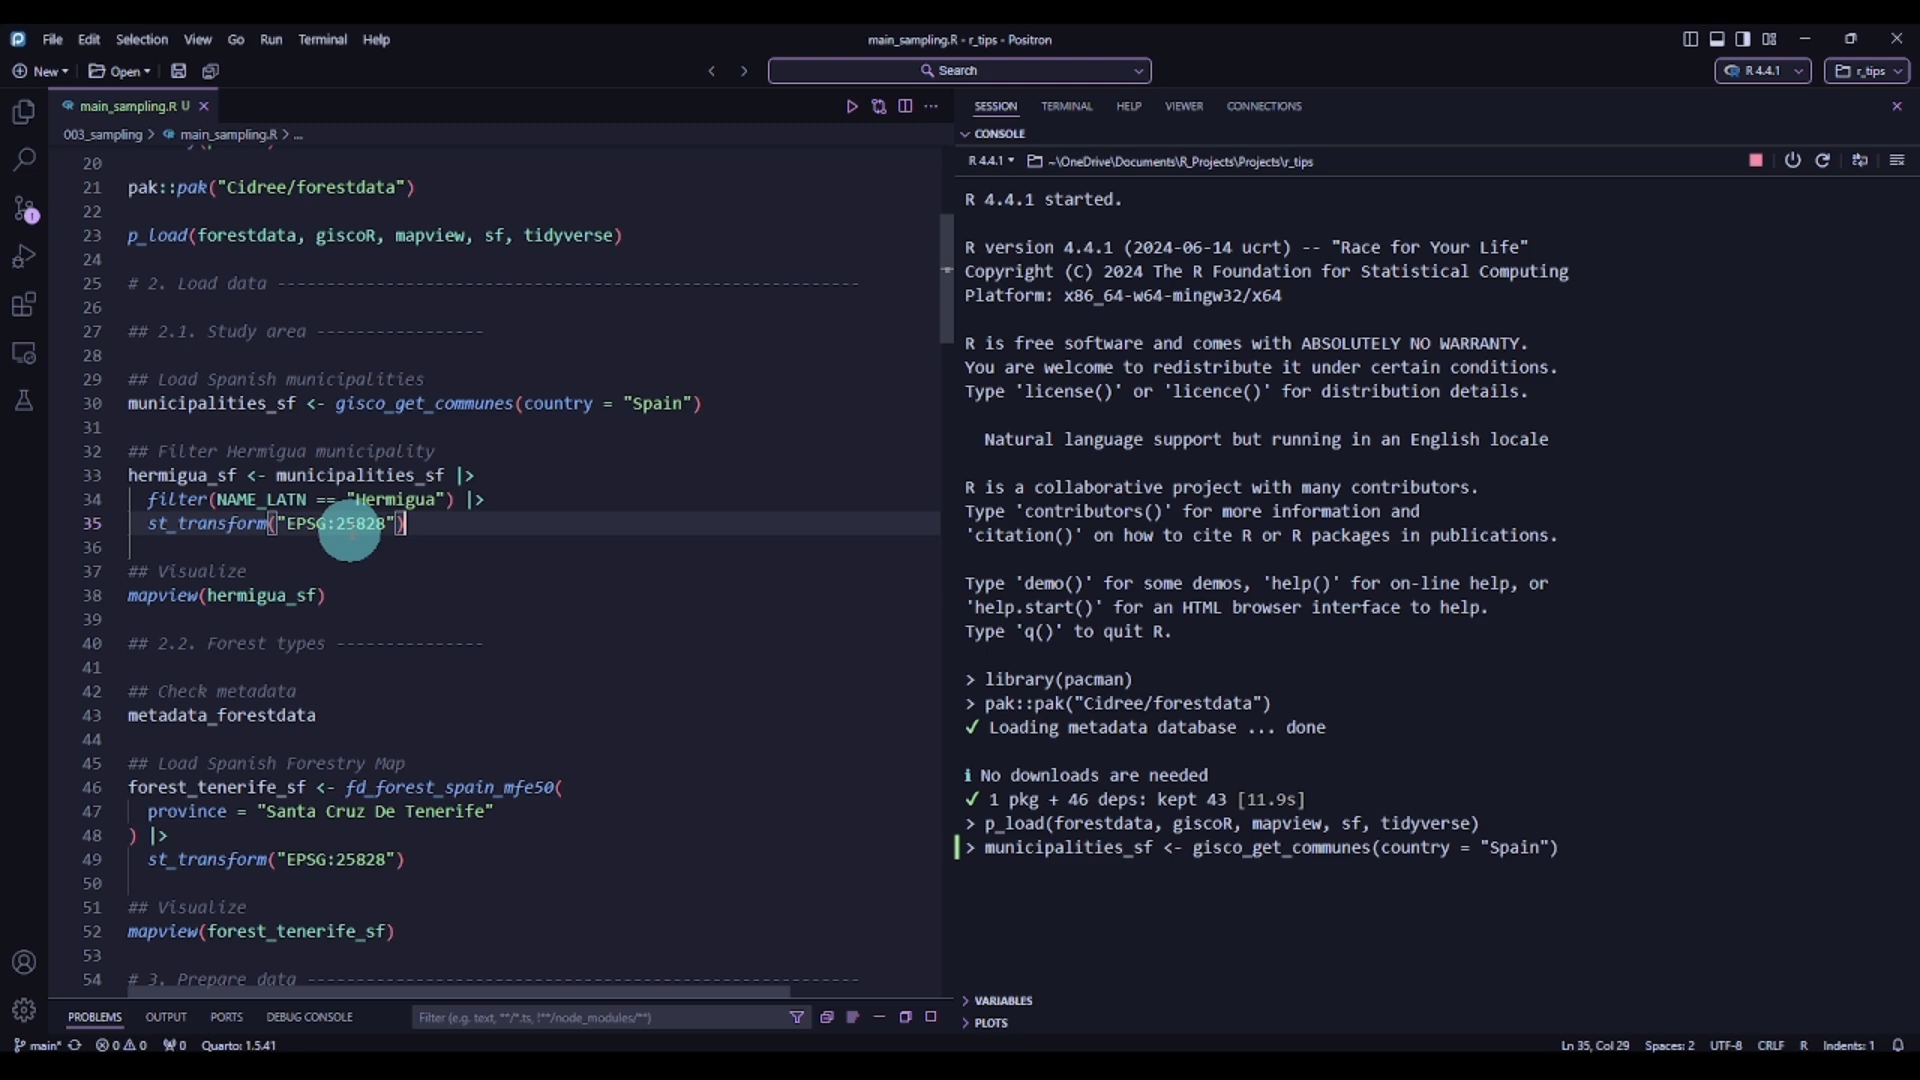 File Edit Selection View Go Run Terminal Help
main_sampling.R - r_tips - Positron
New Open
Search
R 4.4.1
r_tips
main_sampling.R U
003_sampling > main_sampling.R > ...
20
21 pak::pak("Cidree/forestdata")
22
23 p_load(forestdata, giscoR, mapview, sf, tidyverse)
24
25 # 2. Load data -----------------------------------------------------------
26
27 ## 2.1. Study area -----------------
28
29 ## Load Spanish municipalities
30 municipalities_sf <- gisco_get_communes(country = "Spain")
31
32 ## Filter Hermigua municipality
33 hermigua_sf <- municipalities_sf |>
34 filter(NAME_LATN == "Hermigua") |>
35 st_transform("EPSG:25828")
36
37 ## Visualize
38 mapview(hermigua_sf)
39
40 ## 2.2. Forest types ---------------
41
42 ## Check metadata
43 metadata_forestdata
44
45 ## Load Spanish Forestry Map
46 forest_tenerife_sf <- fd_forest_spain_mfe50(
47 province = "Santa Cruz De Tenerife"
48 ) |>
49 st_transform("EPSG:25828")
50
51 ## Visualize
52 mapview(forest_tenerife_sf)
53
54 # 3. Prepare data --------------------------------------------------------
PROBLEMS OUTPUT PORTS DEBUG CONSOLE
Filter (e.g. text, **/*.ts, !**/node_modules/**)
SESSION TERMINAL HELP VIEWER CONNECTIONS
CONSOLE
R 4.4.1 ~\OneDrive\Documents\R_Projects\Projects\r_tips
R 4.4.1 started.
R version 4.4.1 (2024-06-14 ucrt) -- "Race for Your Life"
Copyright (C) 2024 The R Foundation for Statistical Computing
Platform: x86_64-w64-mingw32/x64
R is free software and comes with ABSOLUTELY NO WARRANTY.
You are welcome to redistribute it under certain conditions.
Type 'license()' or 'licence()' for distribution details.
Natural language support but running in an English locale
R is a collaborative project with many contributors.
Type 'contributors()' for more information and
'citation()' on how to cite R or R packages in publications.
Type 'demo()' for some demos, 'help()' for on-line help, or
'help.start()' for an HTML browser interface to help.
Type 'q()' to quit R.
> library(pacman)
> pak::pak("Cidree/forestdata")
✓ Loading metadata database ... done
ℹ No downloads are needed
✓ 1 pkg + 46 deps: kept 43 [11.9s]
> p_load(forestdata, giscoR, mapview, sf, tidyverse)
> municipalities_sf <- gisco_get_communes(country = "Spain")
VARIABLES
PLOTS
main* 0 0 0 Quarto: 1.5.41
Ln 35, Col 29 Spaces: 2 UTF-8 CRLF R Indents: 1